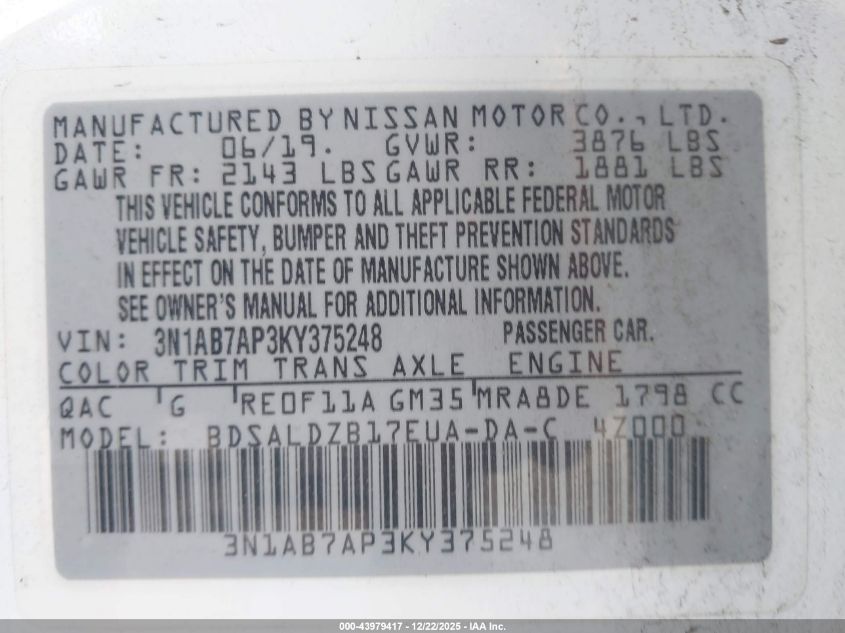 MANUFACTURED BY NISSAN MOTOR CO., LTD.
DATE: 06/19. GVWR: 3876 LBS
GAWR FR: 2143 LBS GAWR RR: 1881 LBS
THIS VEHICLE CONFORMS TO ALL APPLICABLE FEDERAL MOTOR
VEHICLE SAFETY, BUMPER AND THEFT PREVENTION STANDARDS
IN EFFECT ON THE DATE OF MANUFACTURE SHOWN ABOVE.
SEE OWNER'S MANUAL FOR ADDITIONAL INFORMATION.
VIN: 3N1AB7AP3KY375248 PASSENGER CAR.
COLOR TRIM TRANS AXLE ENGINE
QAC G RE0F11A GM35 MRA8DE 1798 CC
MODEL: BDSALDZB17EUA-DA-C 4Z000
3N1AB7AP3KY375248
000-43979417 - 12/22/2025 - IAA Inc.